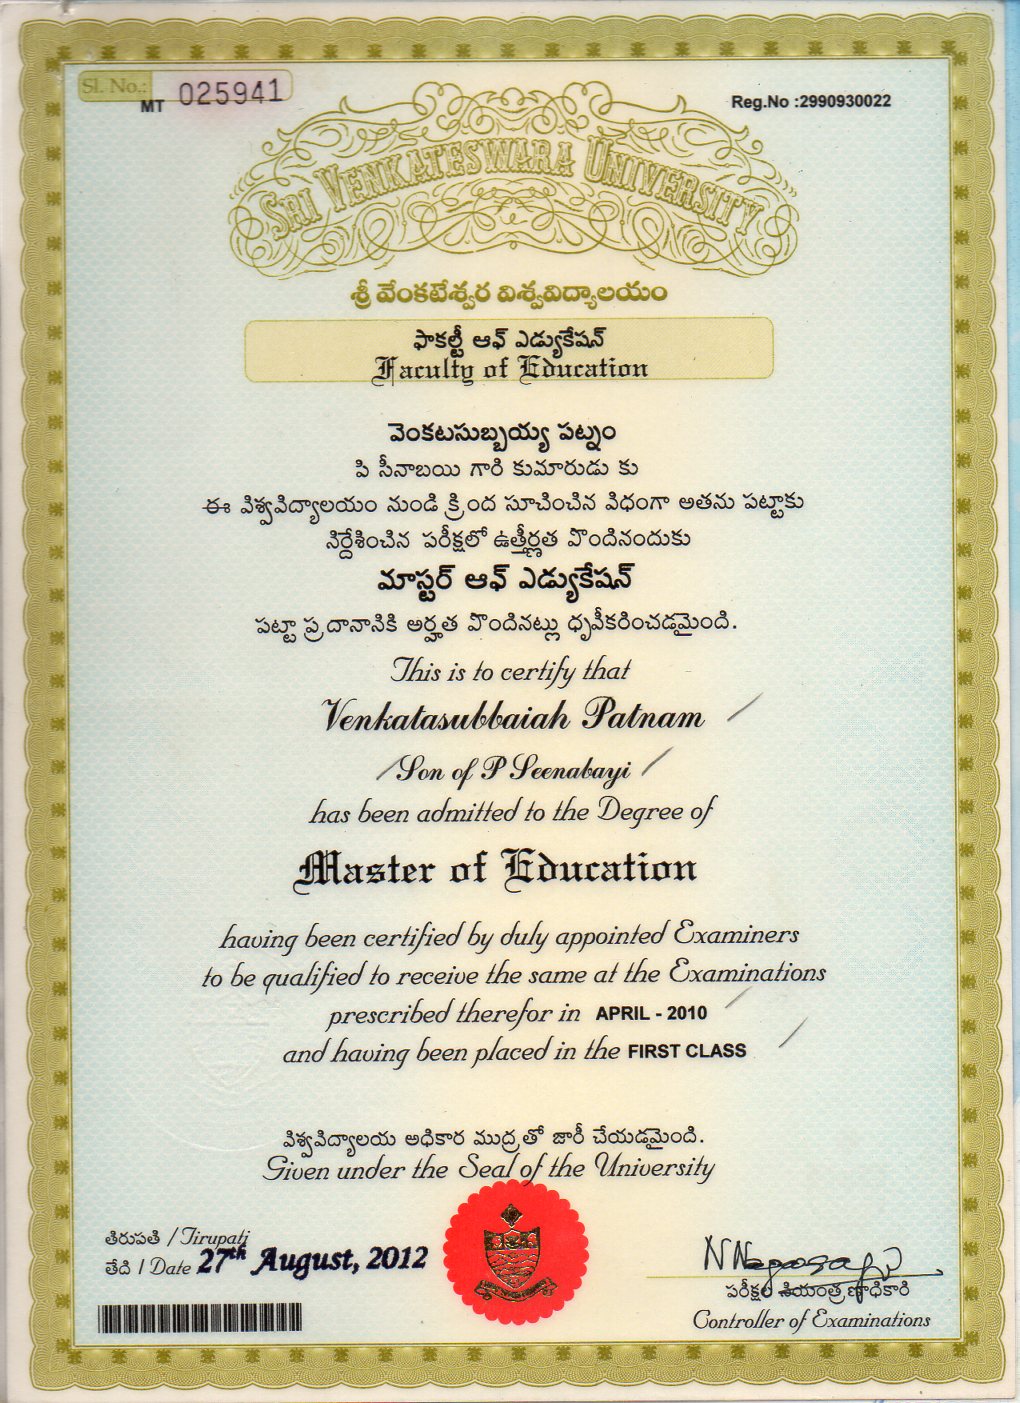 Sl. No.:
MT 025941
Reg.No :2990930022
SRI VENKATESWARA UNIVERSITY
శ్రీ వేంకటేశ్వర విశ్వవిద్యాలయం
ఫాకల్టీ ఆఫ్ ఎడ్యుకేషన్
Faculty of Education
వెంకటసుబ్బయ్య పట్నం
పి సీనాబయి గారి కుమారుడు కు
ఈ విశ్వవిద్యాలయం నుండి క్రింద సూచించిన విధంగా అతను పట్టాకు
నిర్దేశించిన పరీక్షలో ఉత్తీర్ణత పొందినందుకు
మాస్టర్ ఆఫ్ ఎడ్యుకేషన్
పట్టా ప్రదానానికి అర్హత పొందినట్లు ధృవీకరించడమైంది.
This is to certify that
Venkatasubbaiah Patnam
Son of P Seenabayi
has been admitted to the Degree of
Master of Education
having been certified by duly appointed Examiners
to be qualified to receive the same at the Examinations
prescribed therefor in APRIL - 2010
and having been placed in the FIRST CLASS
విశ్వవిద్యాలయ అధికార ముద్రతో జారీ చేయడమైంది.
Given under the Seal of the University
తిరుపతి / Tirupati
తేది / Date 27th August, 2012
పరీక్షల నియంత్రణాధికారి
Controller of Examinations